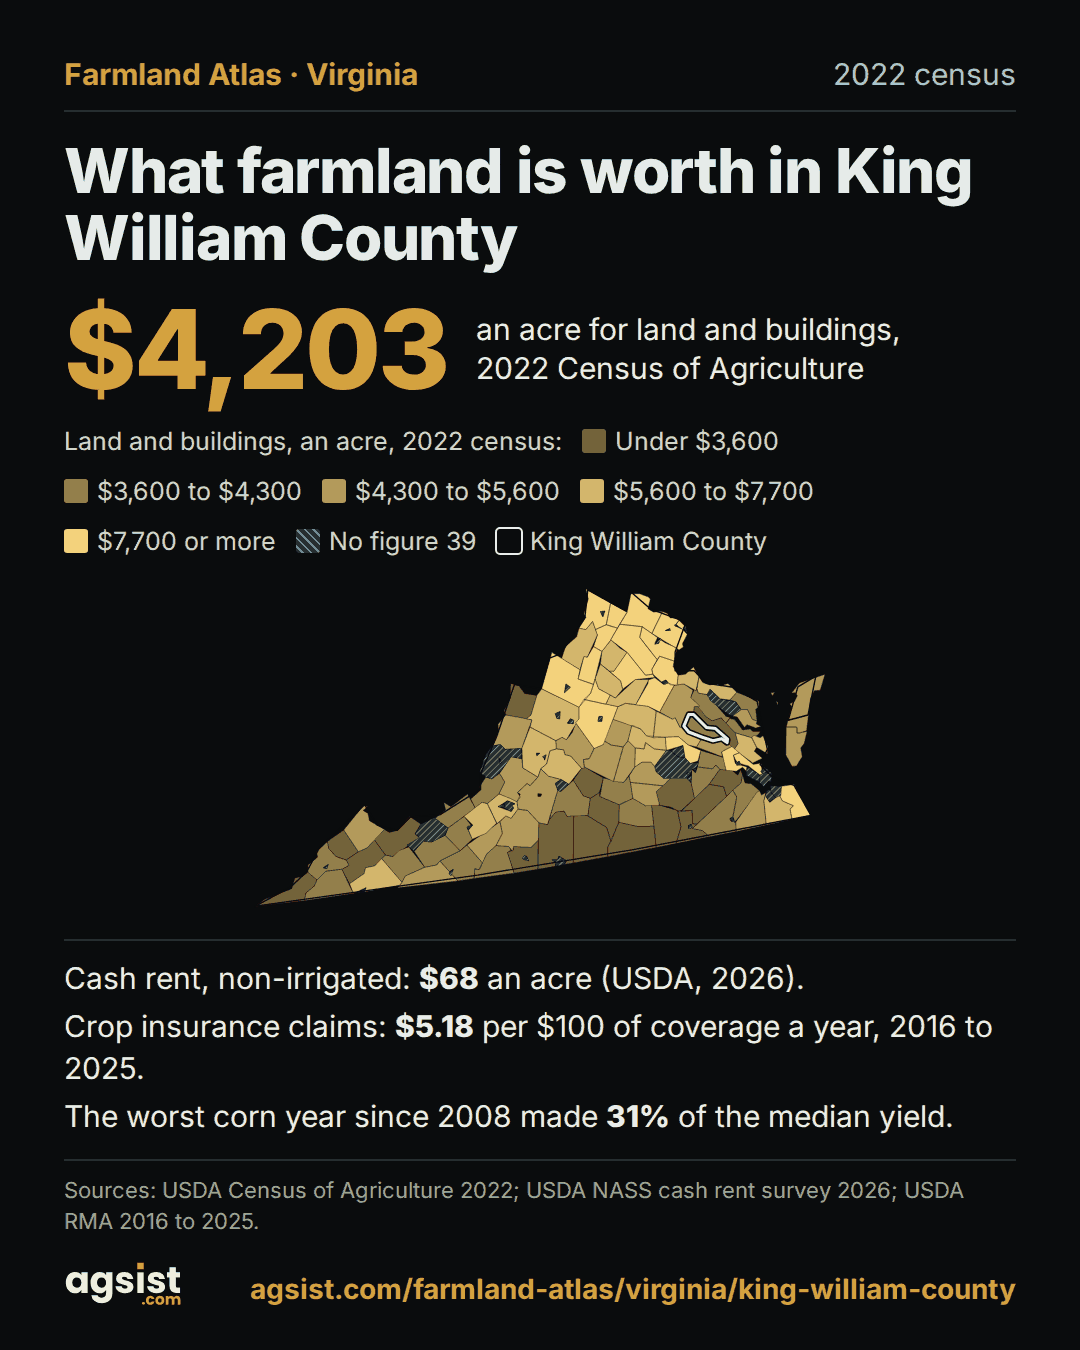 Farmland Atlas · Virginia
2022 census
What farmland is worth in King
William County
$4,203
an acre for land and buildings,
2022 Census of Agriculture
Land and buildings, an acre, 2022 census: Under $3,600
$3,600 to $4,300 $4,300 to $5,600 $5,600 to $7,700
$7,700 or more No figure 39 King William County
Cash rent, non-irrigated: $68 an acre (USDA, 2026).
Crop insurance claims: $5.18 per $100 of coverage a year, 2016 to
2025.
The worst corn year since 2008 made 31% of the median yield.
Sources: USDA Census of Agriculture 2022; USDA NASS cash rent survey 2026; USDA
RMA 2016 to 2025.
agsist
.com
agsist.com/farmland-atlas/virginia/king-william-county